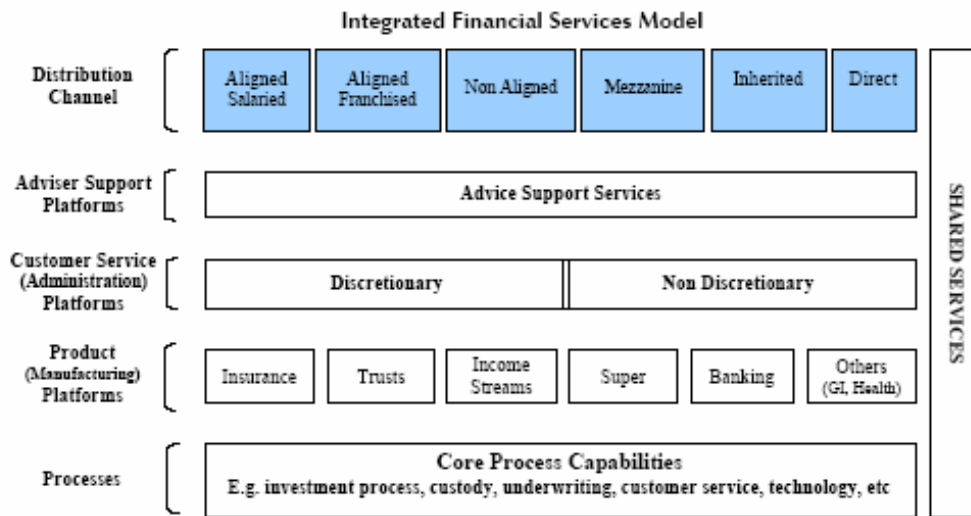 Integrated Financial Services Model
Distribution
Channel
Aligned
Salaried
Aligned
Franchised
Non Aligned
Mezzanine
Inherited
Direct
Adviser Support
Platforms
Advice Support Services
Customer Service
(Administration)
Platforms
Discretionary
Non Discretionary
Product
(Manufacturing)
Platforms
Insurance
Trusts
Income
Streams
Super
Banking
Others
(GI, Health)
Processes
Core Process Capabilities
E.g. investment process, custody, underwriting, customer service, technology, etc
SHARED SERVICES